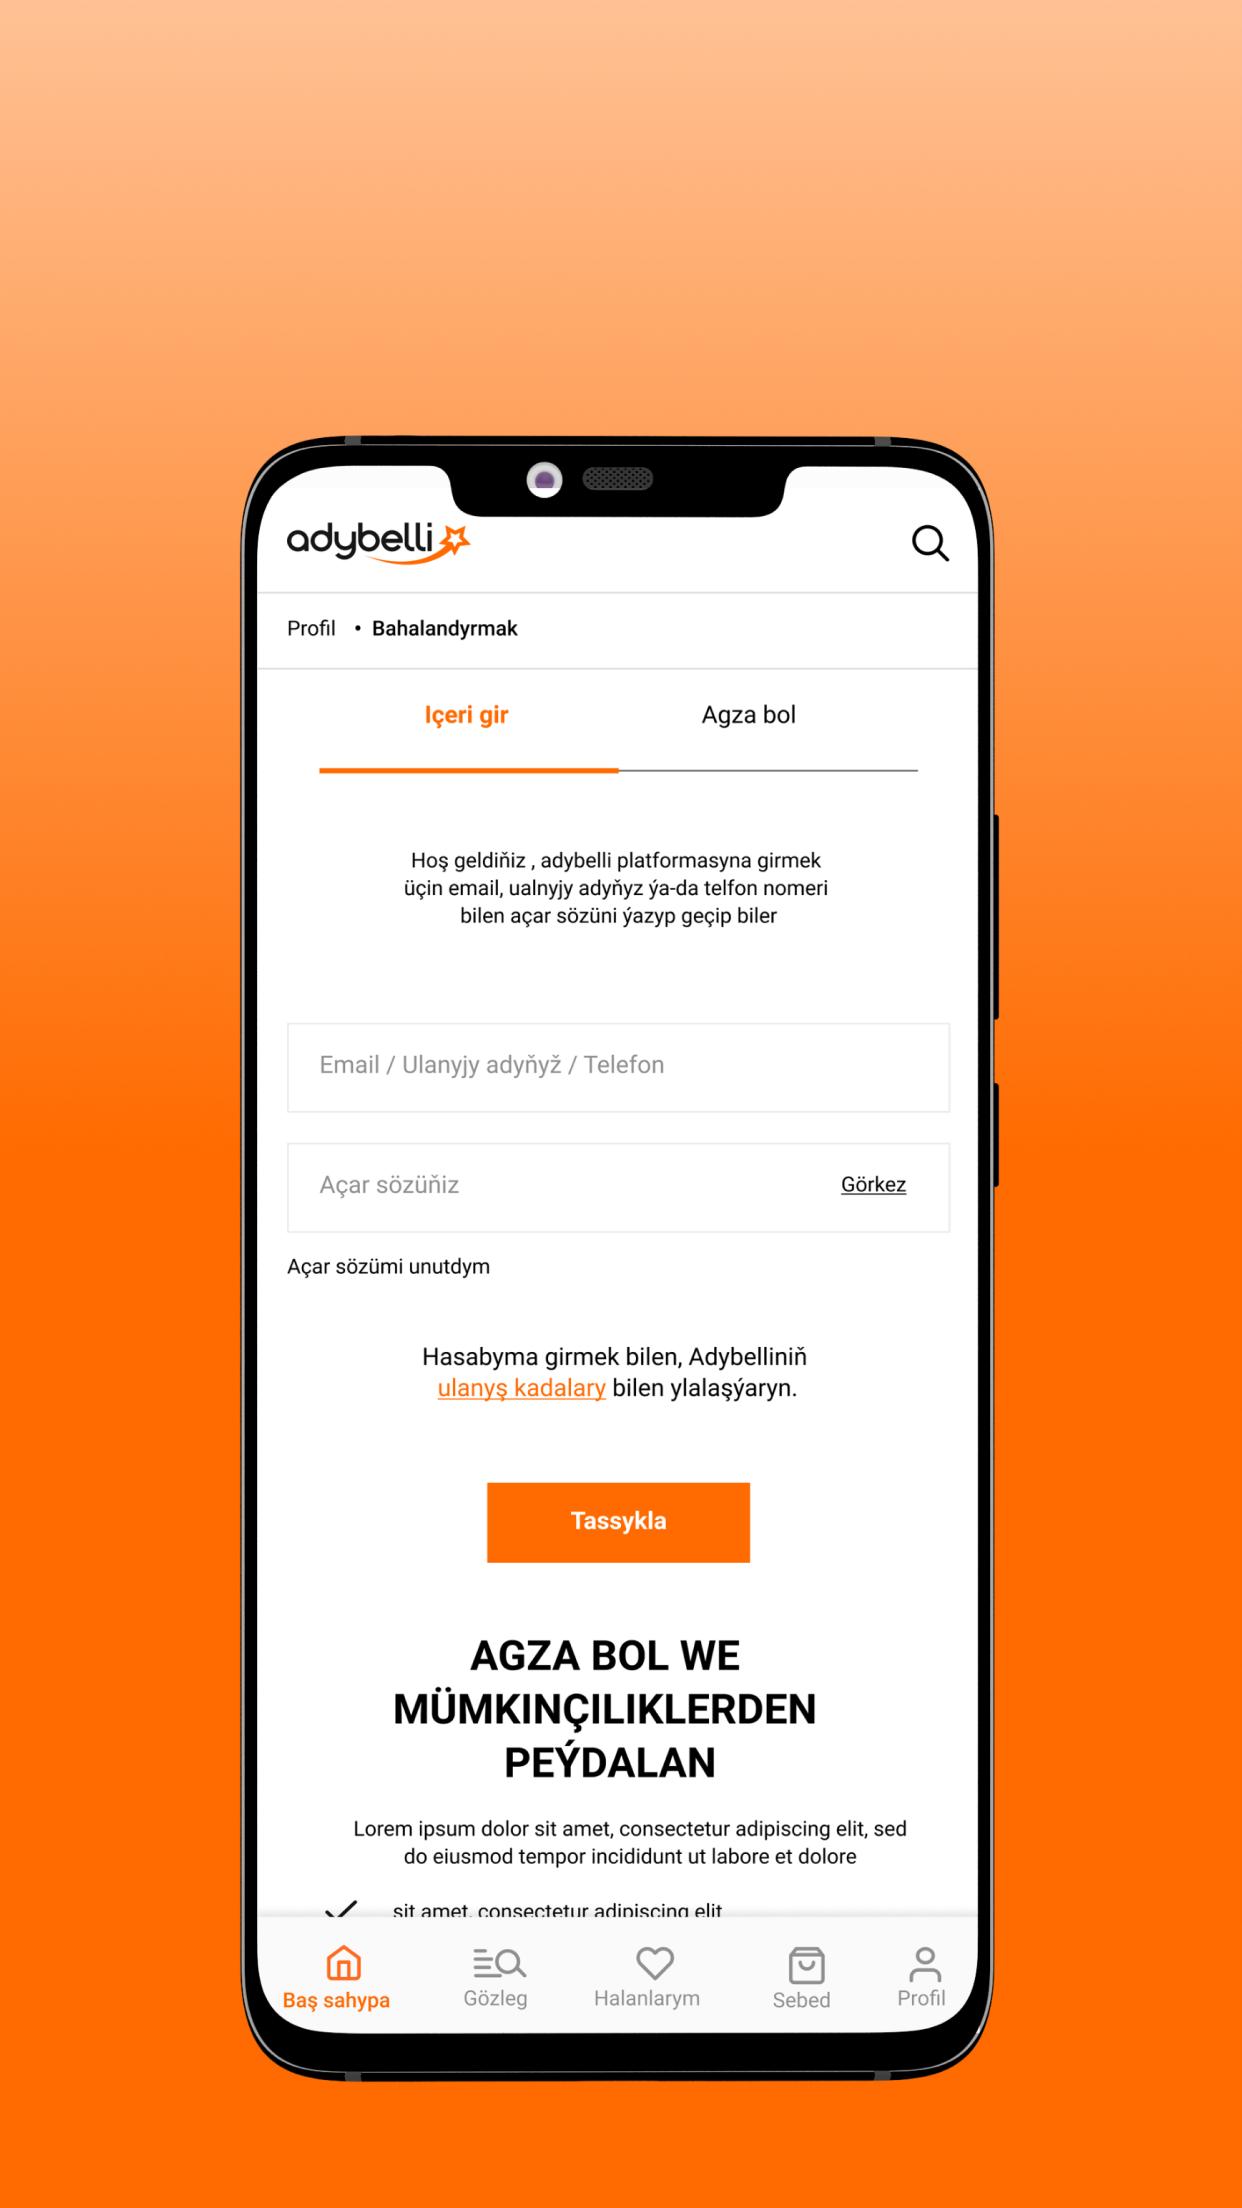 adybelli
Profil • Bahalandyrmak
Içeri gir
Agza bol
Hoş geldiňiz , adybelli platformasyna girmek
üçin email, ualnyjy adyňyz ýa-da telfon nomeri
bilen açar sözüni ýazyp geçip biler
Email / Ulanyjy adyňyž / Telefon
Açar sözüňiz
Görkez
Açar sözümi unutdym
Hasabyma girmek bilen, Adybelliniň
ulanyş kadalary bilen ylalaşýaryn.
Tassykla
AGZA BOL WE
MÜMKINÇILIKLERDEN
PEÝDALAN
Lorem ipsum dolor sit amet, consectetur adipiscing elit, sed
do eiusmod tempor incididunt ut labore et dolore
sit amet, consectetur adipiscing elit
Baş sahypa
Gözleg
Halanlarym
Sebed
Profil